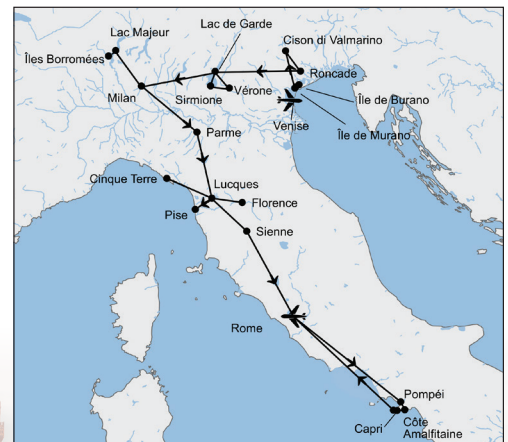 Lac de Garde
Lac Majeur
Cison di Valmarino
Îles Borromées
Roncade
Milan
Sirmione
Vérone
Île de Burano
Venise
Île de Murano
Parme
Cinque Terre
Lucques
Florence
Pise
Sienne
Rome
Pompéi
Capri
Côte
Amalfitaine